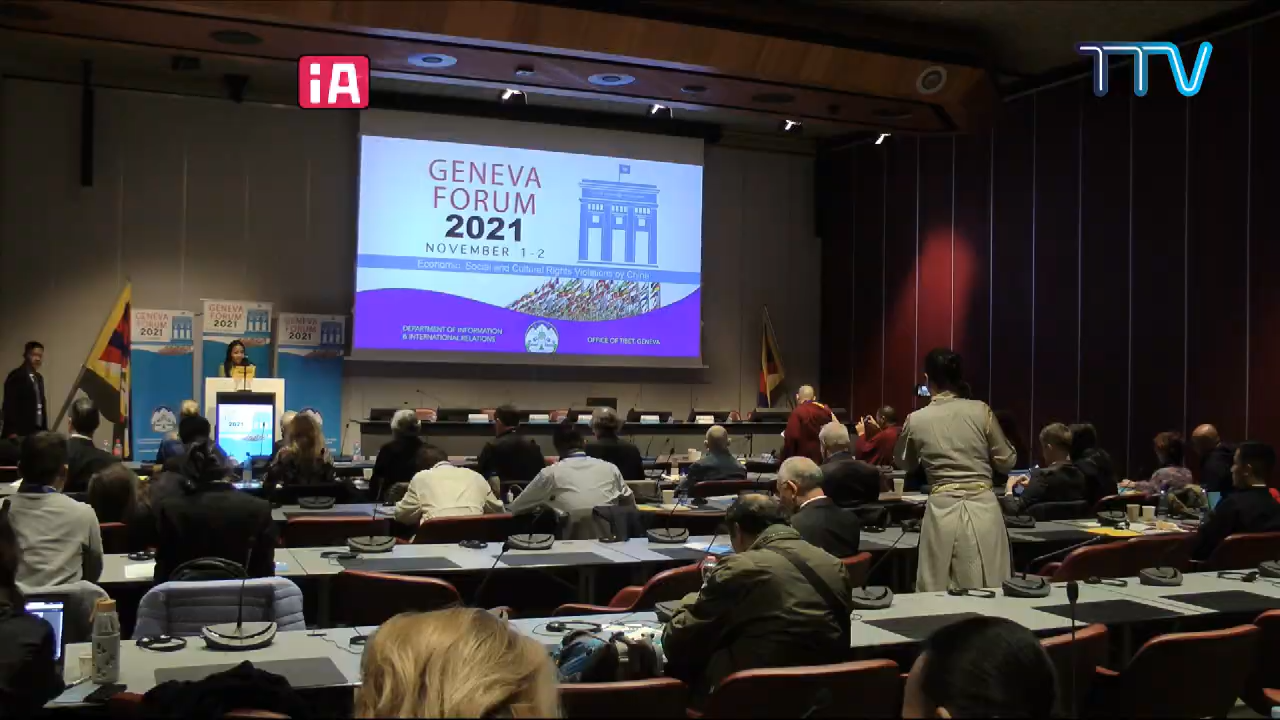 iA
TTV
GENEVA
FORUM
2021
NOVEMBER 1-2
Economic, Social and Cultural Rights Violations by China
DEPARTMENT OF INFORMATION
& INTERNATIONAL RELATIONS
OFFICE OF TIBET, GENEVA
GENEVA
FORUM
2021
GENEVA
FORUM
2021
GENEVA
FORUM
2021
2021